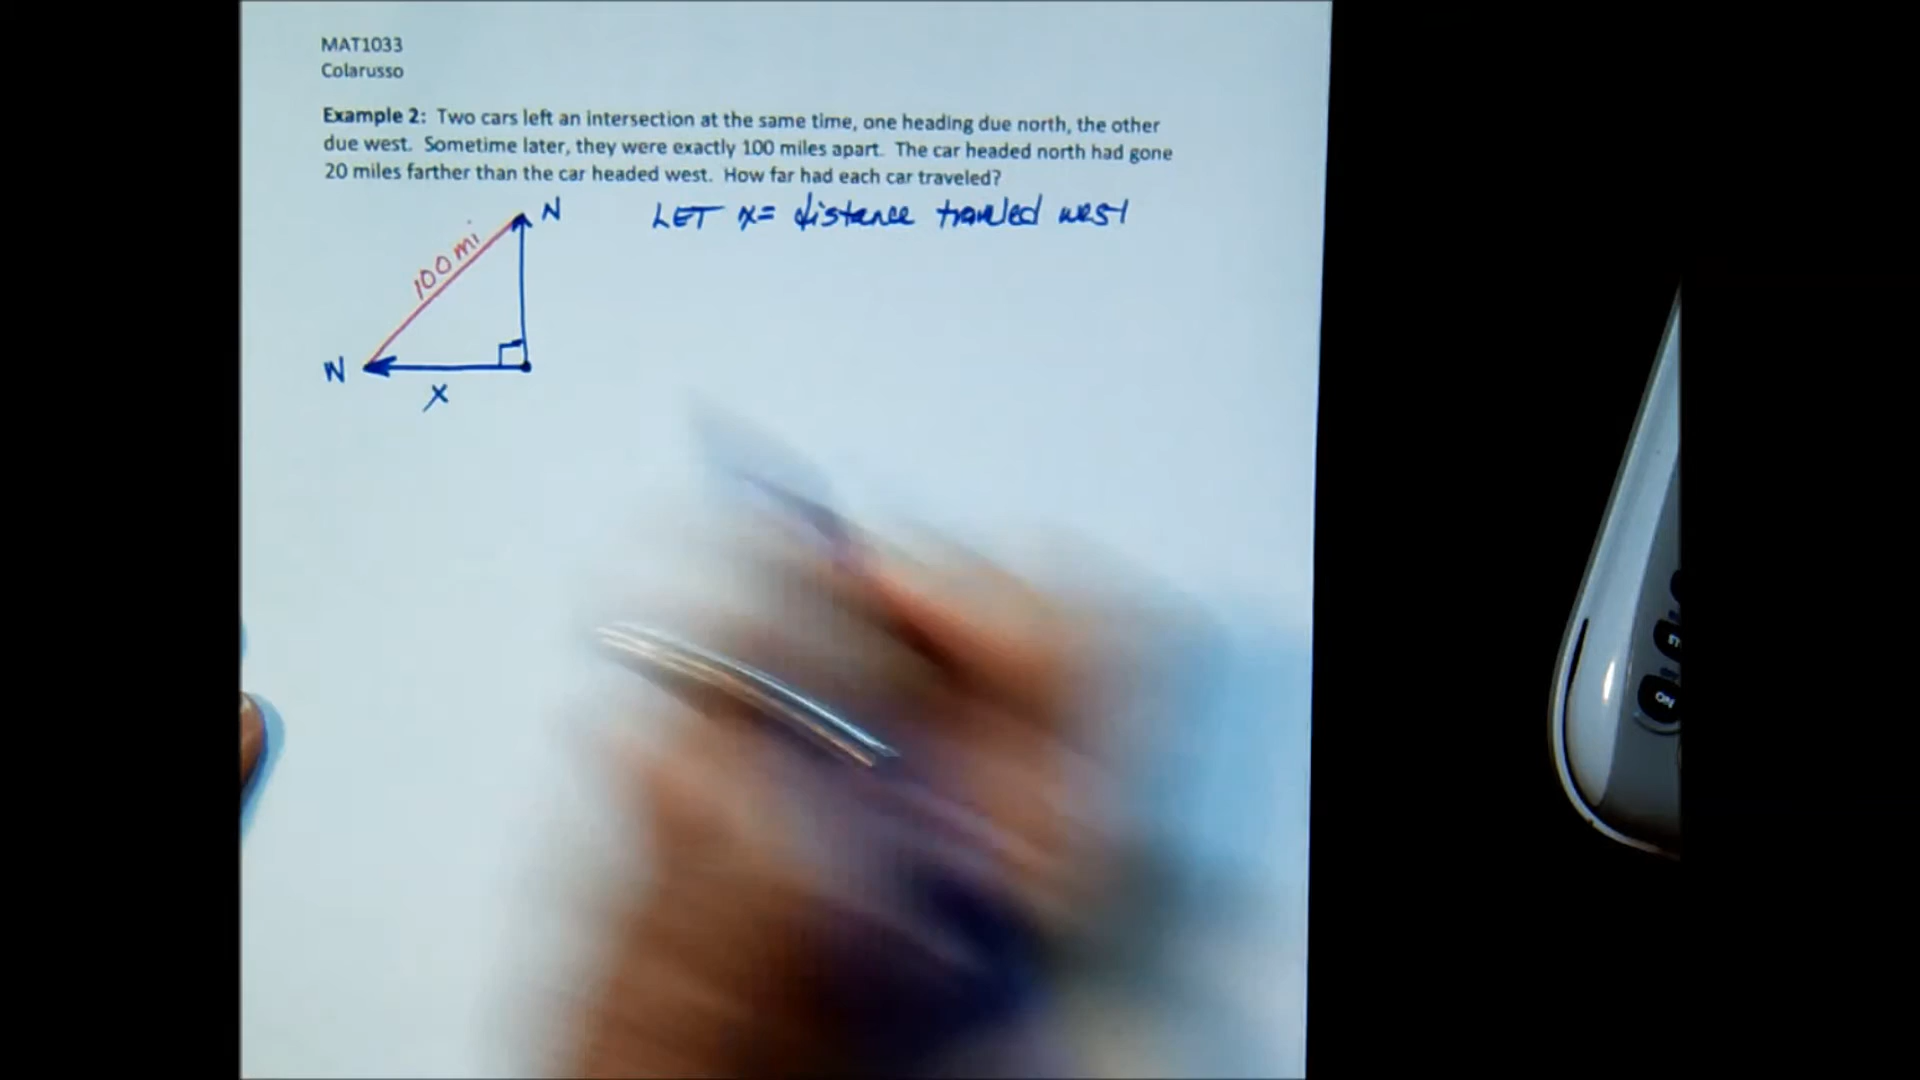 MAT1033
Colarusso
Example 2: Two cars left an intersection at the same time, one heading due north, the other
due west. Sometime later, they were exactly 100 miles apart. The car headed north had gone
20 miles farther than the car headed west. How far had each car traveled?
LET x = distance traveled west
N
100 mi
W
x
ON